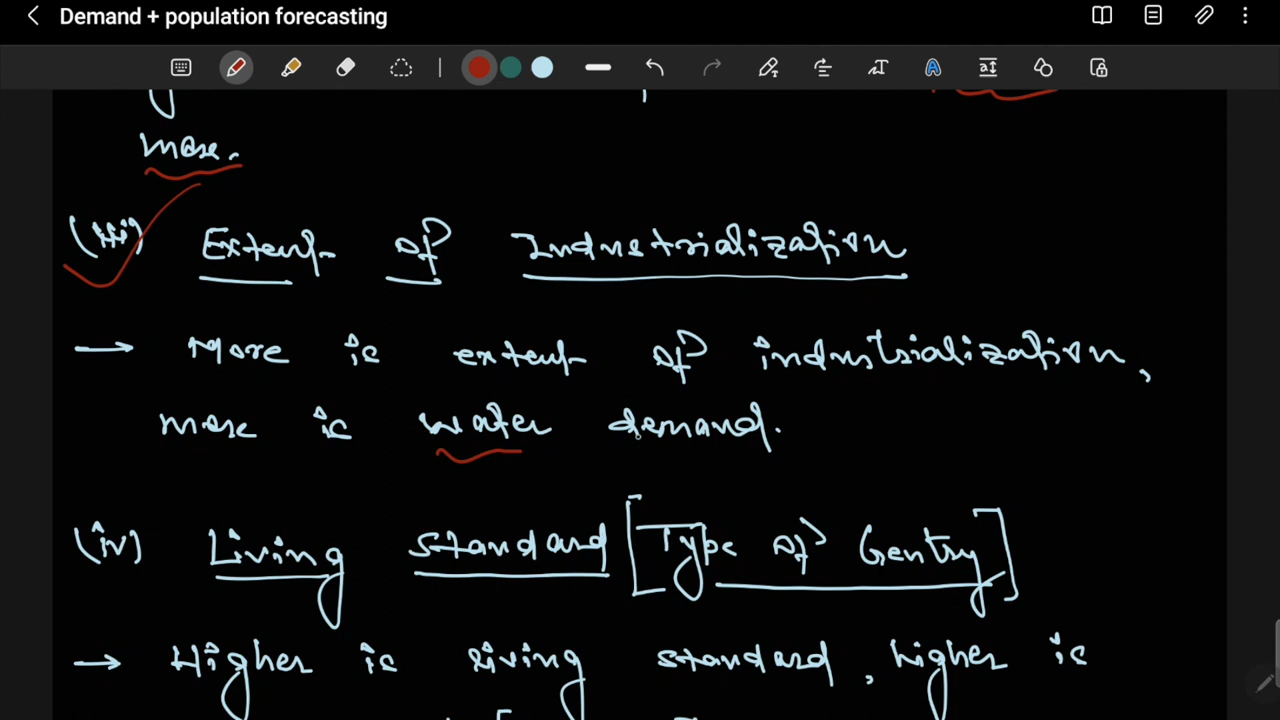 Demand + population forecasting
more.
(iii) Extent of Industrialization
→ More is extent of industrialization,
more is water demand.
(iv) Living standard [Type of Gentry]
→ Higher is living standard, higher is